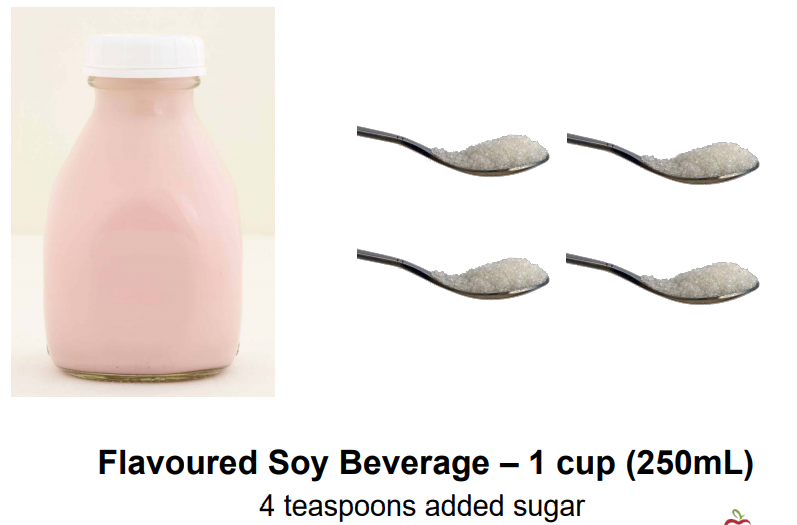 Flavoured Soy Beverage – 1 cup (250mL)
4 teaspoons added sugar